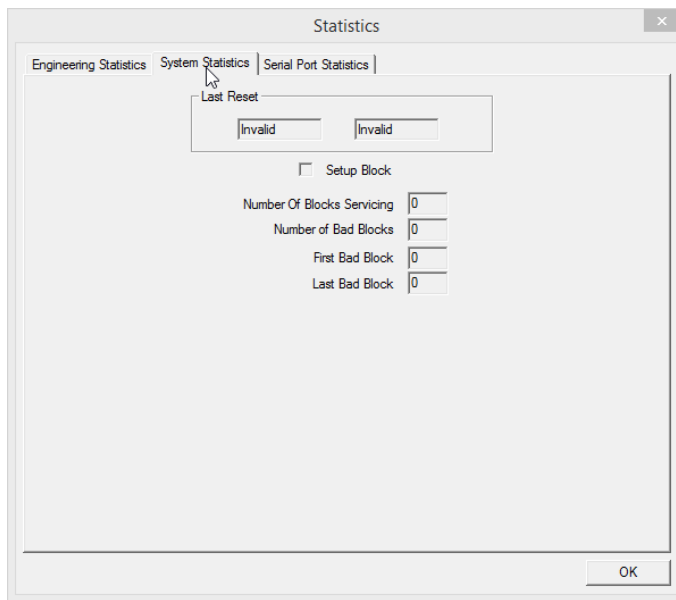 Statistics
Engineering Statistics System Statistics Serial Port Statistics
Last Reset
Invalid Invalid
Setup Block
Number Of Blocks Servicing 0
Number of Bad Blocks 0
First Bad Block 0
Last Bad Block 0
OK